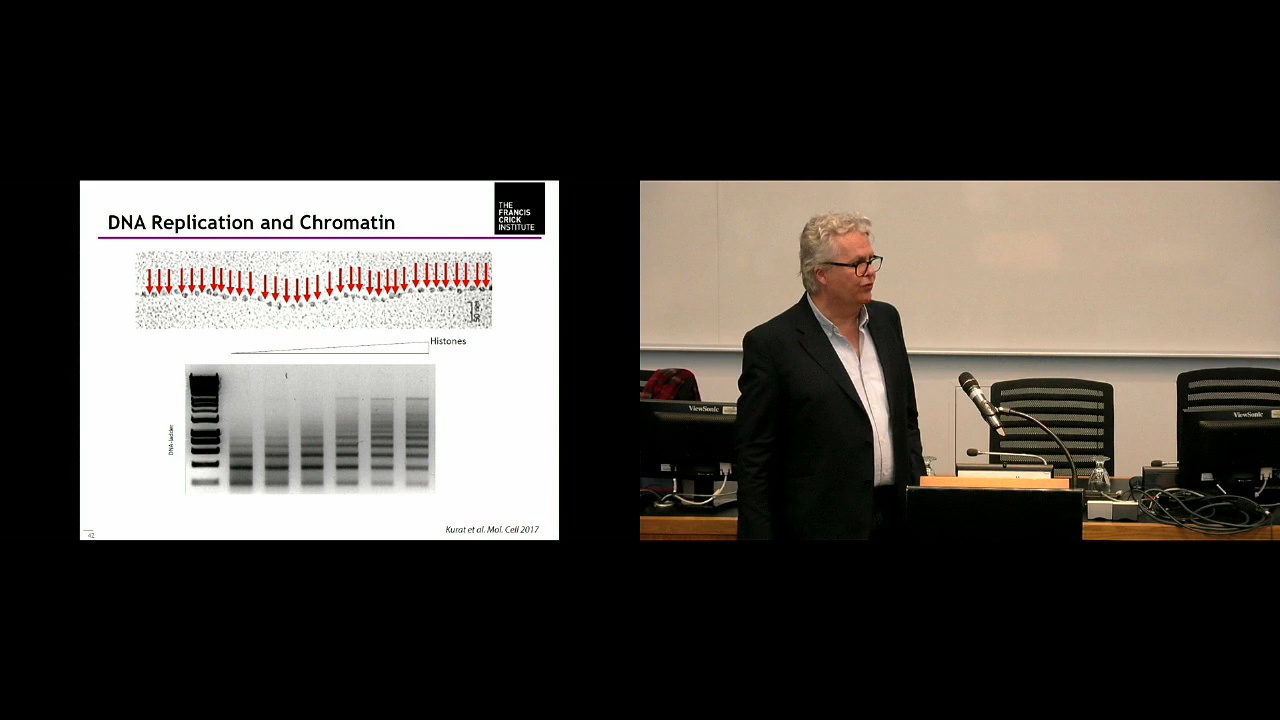 DNA Replication and Chromatin
THE
FRANCIS
CRICK
INSTITUTE
Histones
DNA-ladder
Kurat et al. Mol. Cell 2017
42
ViewSonic
ViewSonic